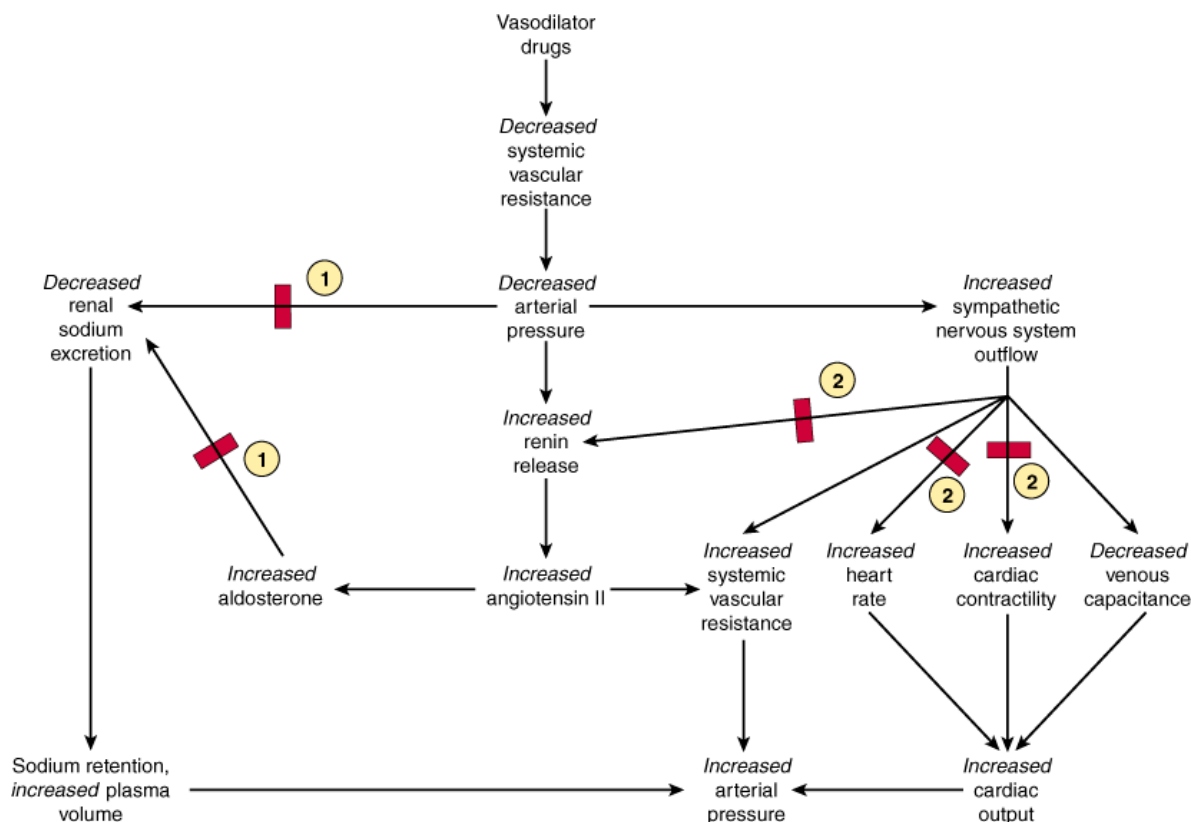 Vasodilator
drugs
Decreased
systemic
vascular
resistance
Decreased
renal
sodium
excretion
1
Decreased
arterial
pressure
Increased
sympathetic
nervous system
outflow
2
Increased
renin
release
1
2
2
Increased
aldosterone
Increased
angiotensin II
Increased
systemic
vascular
resistance
Increased
heart
rate
Increased
cardiac
contractility
Decreased
venous
capacitance
Sodium retention,
increased plasma
volume
Increased
arterial
pressure
Increased
cardiac
output